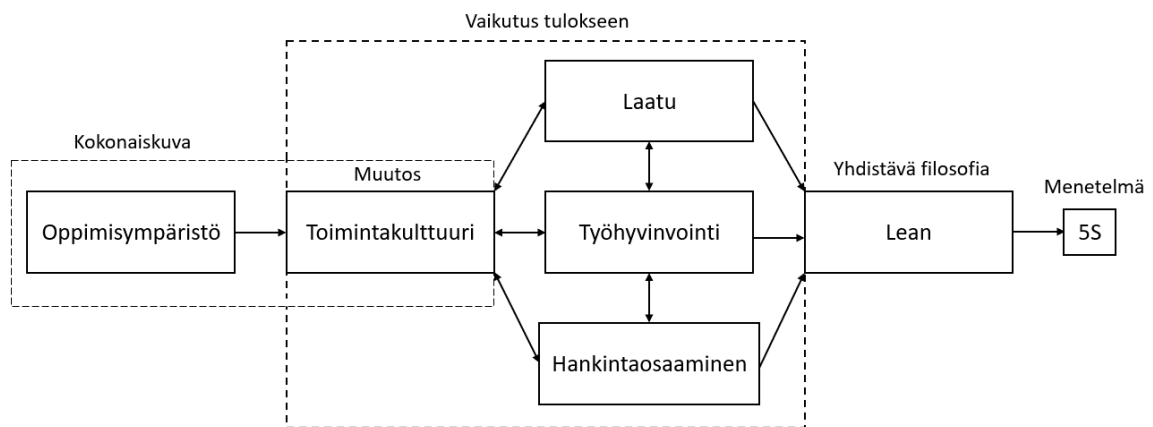 Vaikutus tulokseen
Laatu
Kokonaiskuva
Muutos
Yhdistävä filosofia
Menetelmä
Oppimisympäristö
Toimintakulttuuri
Työhyvinvointi
Lean
5S
Hankintaosaaminen